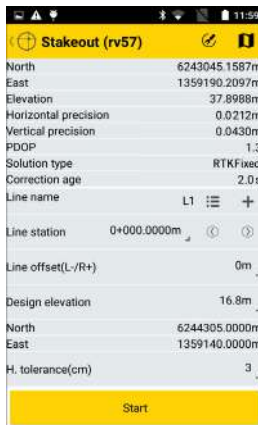 11:59
Stakeout (rv57)
North 6243045.1587m
East 1359190.2097m
Elevation 37.8988m
Horizontal precision 0.0212m
Vertical precision 0.0430m
PDOP 1.3
Solution type RTKFixed
Correction age 2.0s
Line name L1
Line station 0+000.0000m
Line offset(L-/R+) 0m
Design elevation 16.8m
North 6244305.0000m
East 1359140.0000m
H. tolerance(cm) 3
Start